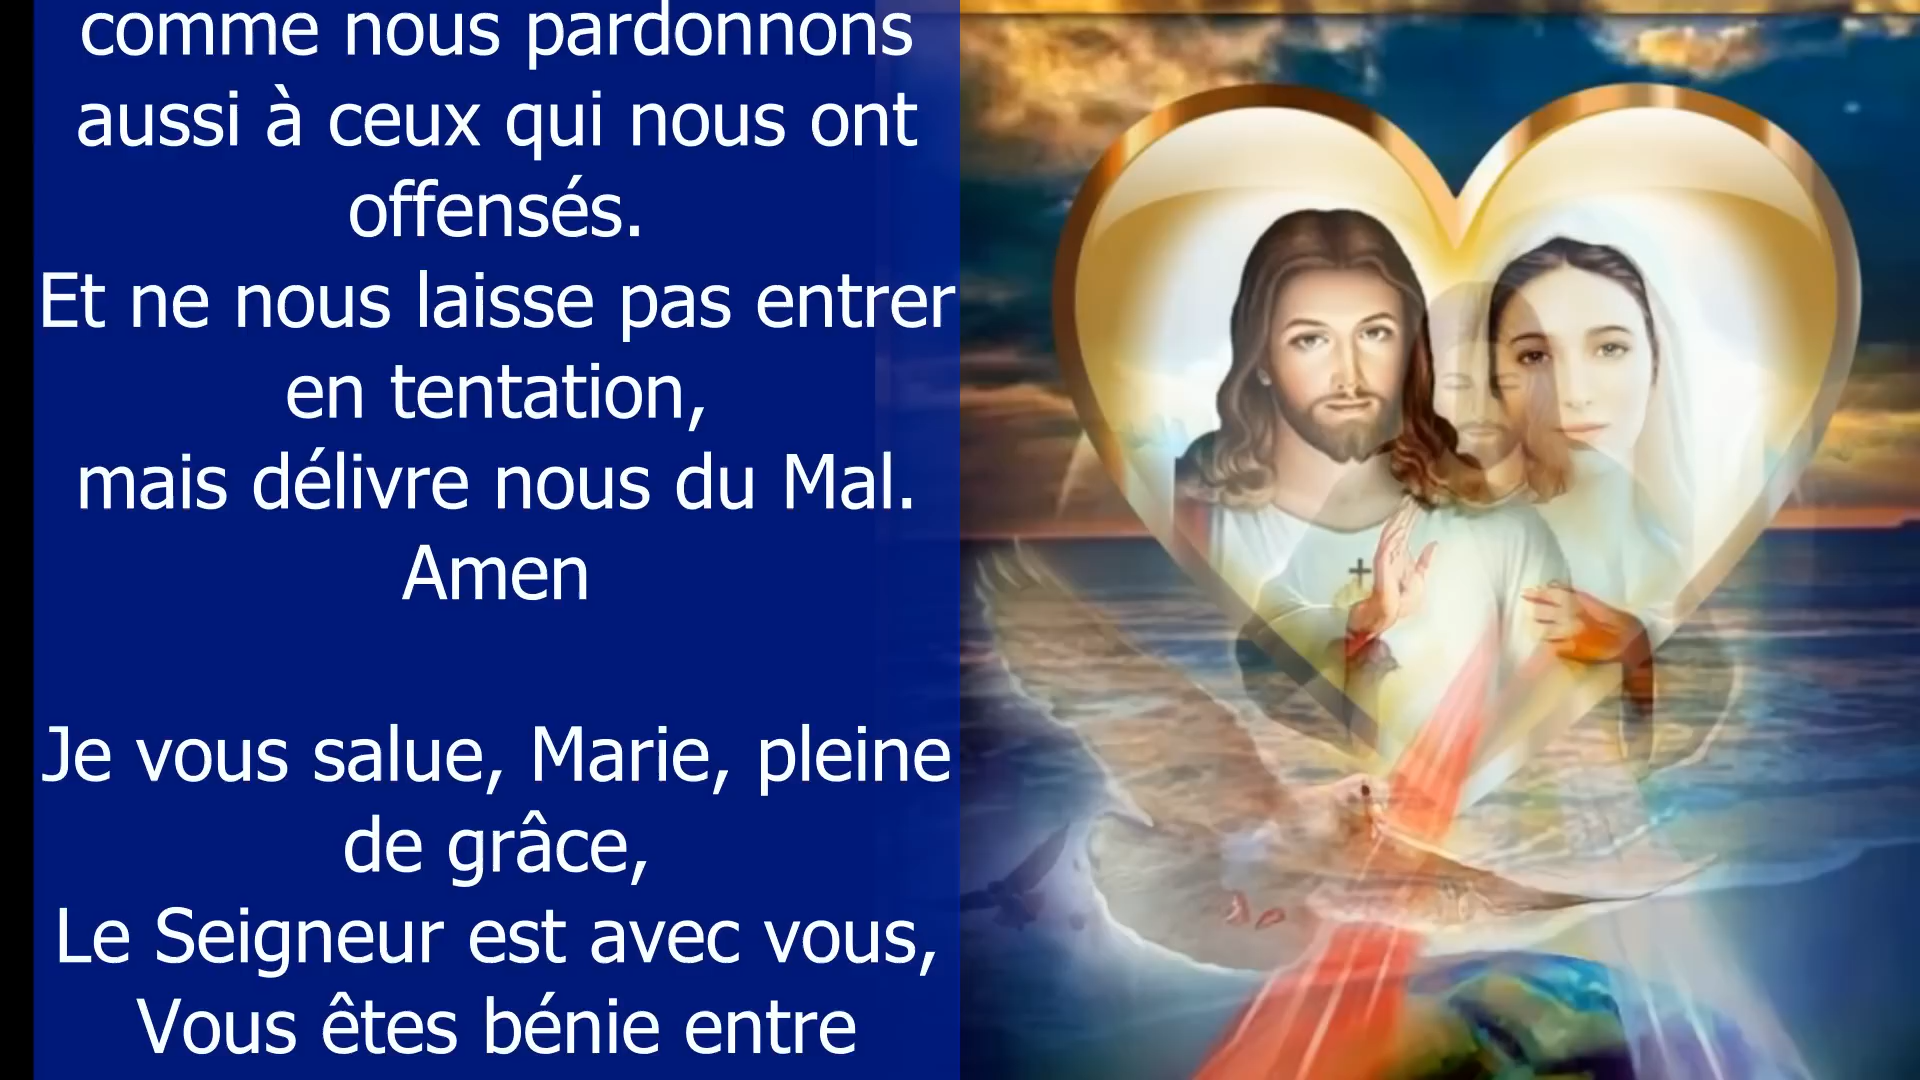 comme nous pardonnons
aussi à ceux qui nous ont
offensés.
Et ne nous laisse pas entrer
en tentation,
mais délivre nous du Mal.
Amen
Je vous salue, Marie, pleine
de grâce,
Le Seigneur est avec vous,
Vous êtes bénie entre